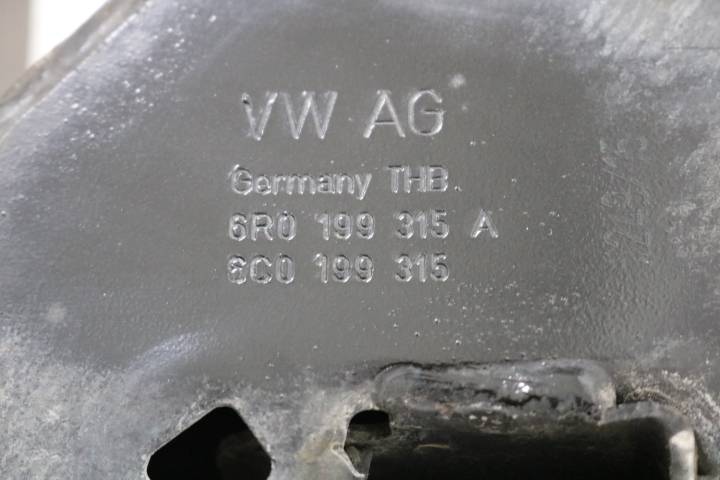 VW AG
Germany THB
6R0 199 315 A
6C0 199 315